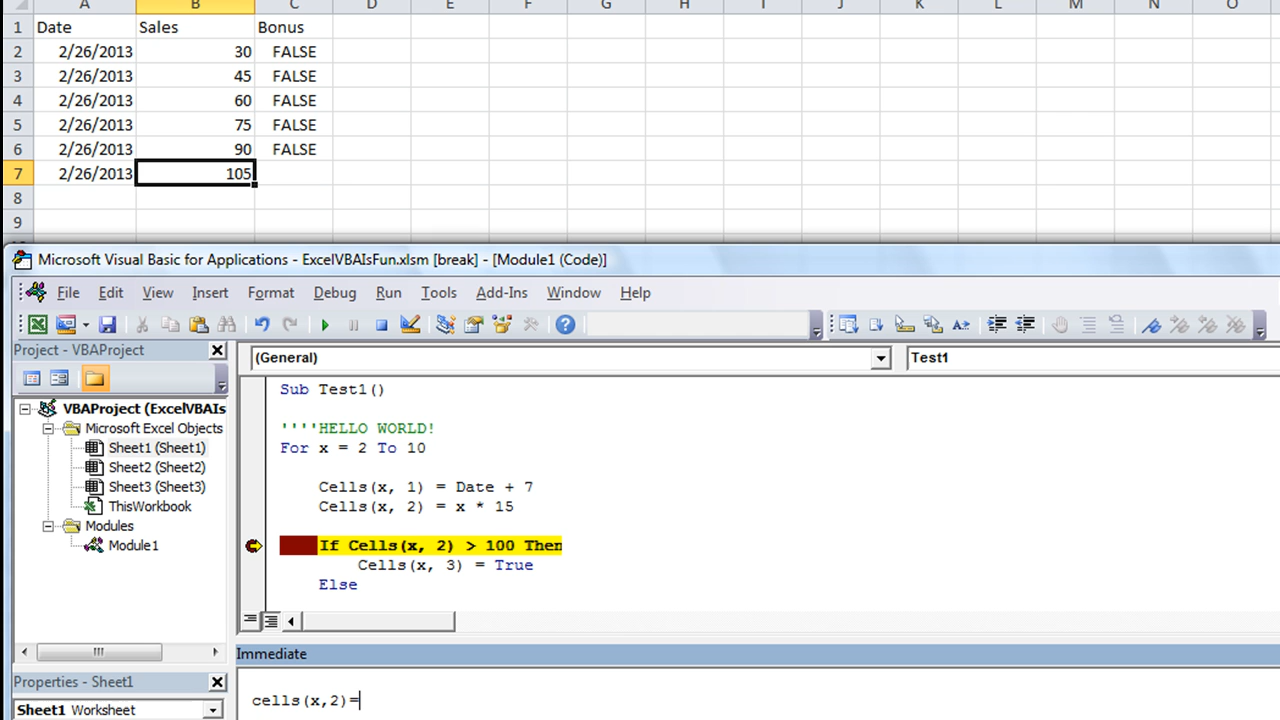 A B C D E F G H I J K L M N O
1 Date Sales Bonus
2 2/26/2013 30 FALSE
3 2/26/2013 45 FALSE
4 2/26/2013 60 FALSE
5 2/26/2013 75 FALSE
6 2/26/2013 90 FALSE
7 2/26/2013 105
8
9
Microsoft Visual Basic for Applications - ExcelVBAIsFun.xlsm [break] - [Module1 (Code)]
File Edit View Insert Format Debug Run Tools Add-Ins Window Help
Project - VBAProject
(General) Test1
VBAProject (ExcelVBAIs
Microsoft Excel Objects
Sheet1 (Sheet1)
Sheet2 (Sheet2)
Sheet3 (Sheet3)
ThisWorkbook
Modules
Module1
Sub Test1()
''''HELLO WORLD!
For x = 2 To 10
Cells(x, 1) = Date + 7
Cells(x, 2) = x * 15
If Cells(x, 2) > 100 Then
Cells(x, 3) = True
Else
Properties - Sheet1
Sheet1 Worksheet
Immediate
cells(x,2)=